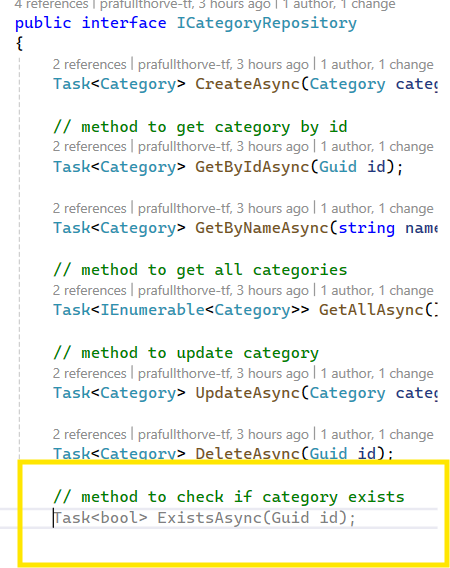 4 references | prafullthorve-tf, 3 hours ago | 1 author, 1 change
public interface ICategoryRepository
{
2 references | prafullthorve-tf, 3 hours ago | 1 author, 1 change
Task<Category> CreateAsync(Category categ
// method to get category by id
2 references | prafullthorve-tf, 3 hours ago | 1 author, 1 change
Task<Category> GetByIdAsync(Guid id);
2 references | prafullthorve-tf, 3 hours ago | 1 author, 1 change
Task<Category> GetByNameAsync(string name
// method to get all categories
2 references | prafullthorve-tf, 3 hours ago | 1 author, 1 change
Task<IEnumerable<Category>> GetAllAsync()
// method to update category
2 references | prafullthorve-tf, 3 hours ago | 1 author, 1 change
Task<Category> UpdateAsync(Category categ
2 references | prafullthorve-tf, 3 hours ago | 1 author, 1 change
Task<Category> DeleteAsync(Guid id);
// method to check if category exists
Task<bool> ExistsAsync(Guid id);